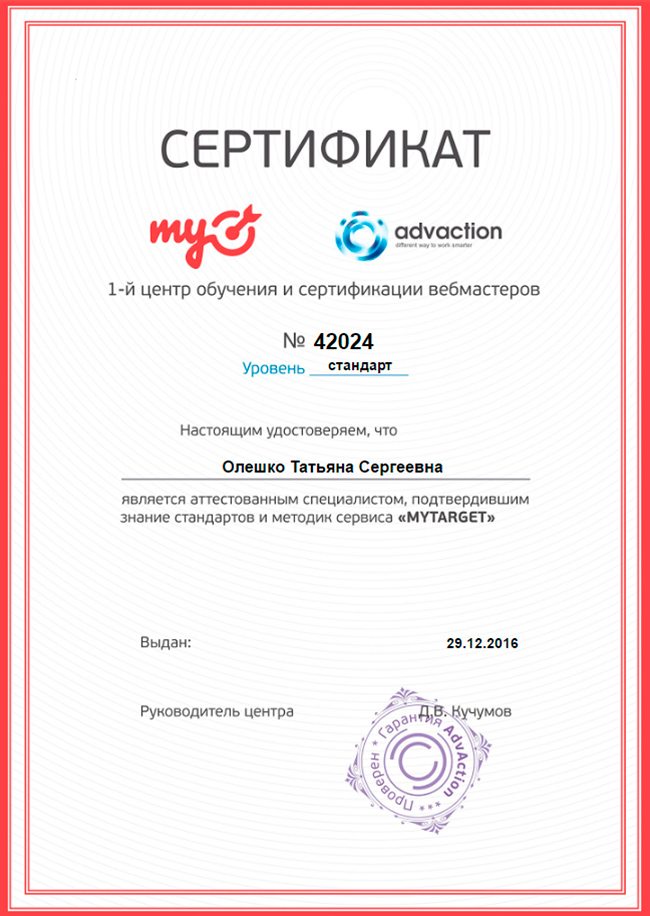 СЕРТИФИКАТ
my
advaction
different way to work smarter
1-й центр обучения и сертификации вебмастеров
№ 42024
Уровень стандарт
Настоящим удостоверяем, что
Олешко Татьяна Сергеевна
является аттестованным специалистом, подтвердившим
знание стандартов и методик сервиса «MYTARGET»
Выдан: 29.12.2016
Руководитель центра Д.В. Кучумов
Проверен * Гарантия AdvAction ***